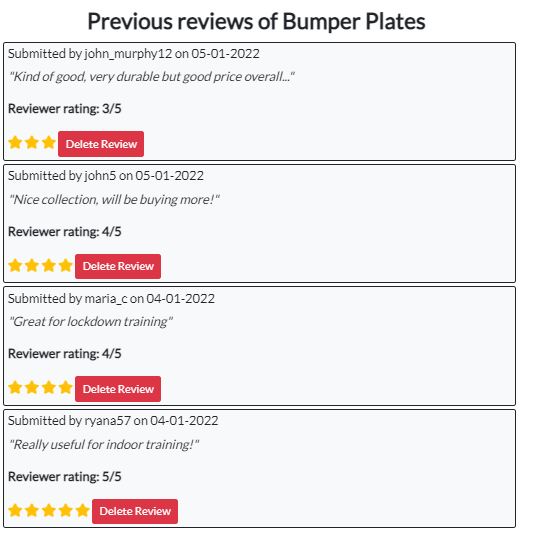 Previous reviews of Bumper Plates
Submitted by john_murphy12 on 05-01-2022
"Kind of good, very durable but good price overall..."
Reviewer rating: 3/5
Delete Review
Submitted by john5 on 05-01-2022
"Nice collection, will be buying more!"
Reviewer rating: 4/5
Delete Review
Submitted by maria_c on 04-01-2022
"Great for lockdown training"
Reviewer rating: 4/5
Delete Review
Submitted by ryana57 on 04-01-2022
"Really useful for indoor training!"
Reviewer rating: 5/5
Delete Review